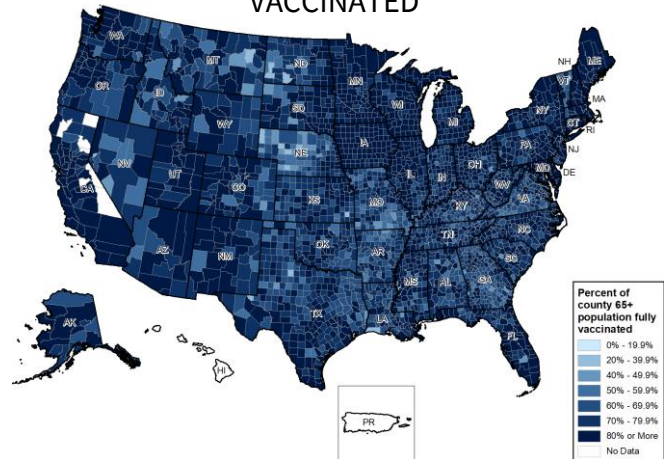 VACCINATED
WA
MT
ND
MN
ME
OR
ID
SD
WI
MI
NY
VT
NH
MA
CT
RI
WY
NE
IA
PA
NJ
NV
UT
CO
IL
IN
OH
MD
DE
CA
KS
MO
KY
WV
VA
AZ
NM
OK
AR
TN
NC
SC
TX
LA
MS
AL
GA
FL
AK
HI
PR
Percent of
county 65+
population fully
vaccinated
0% - 19.9%
20% - 39.9%
40% - 49.9%
50% - 59.9%
60% - 69.9%
70% - 79.9%
80% or More
No Data